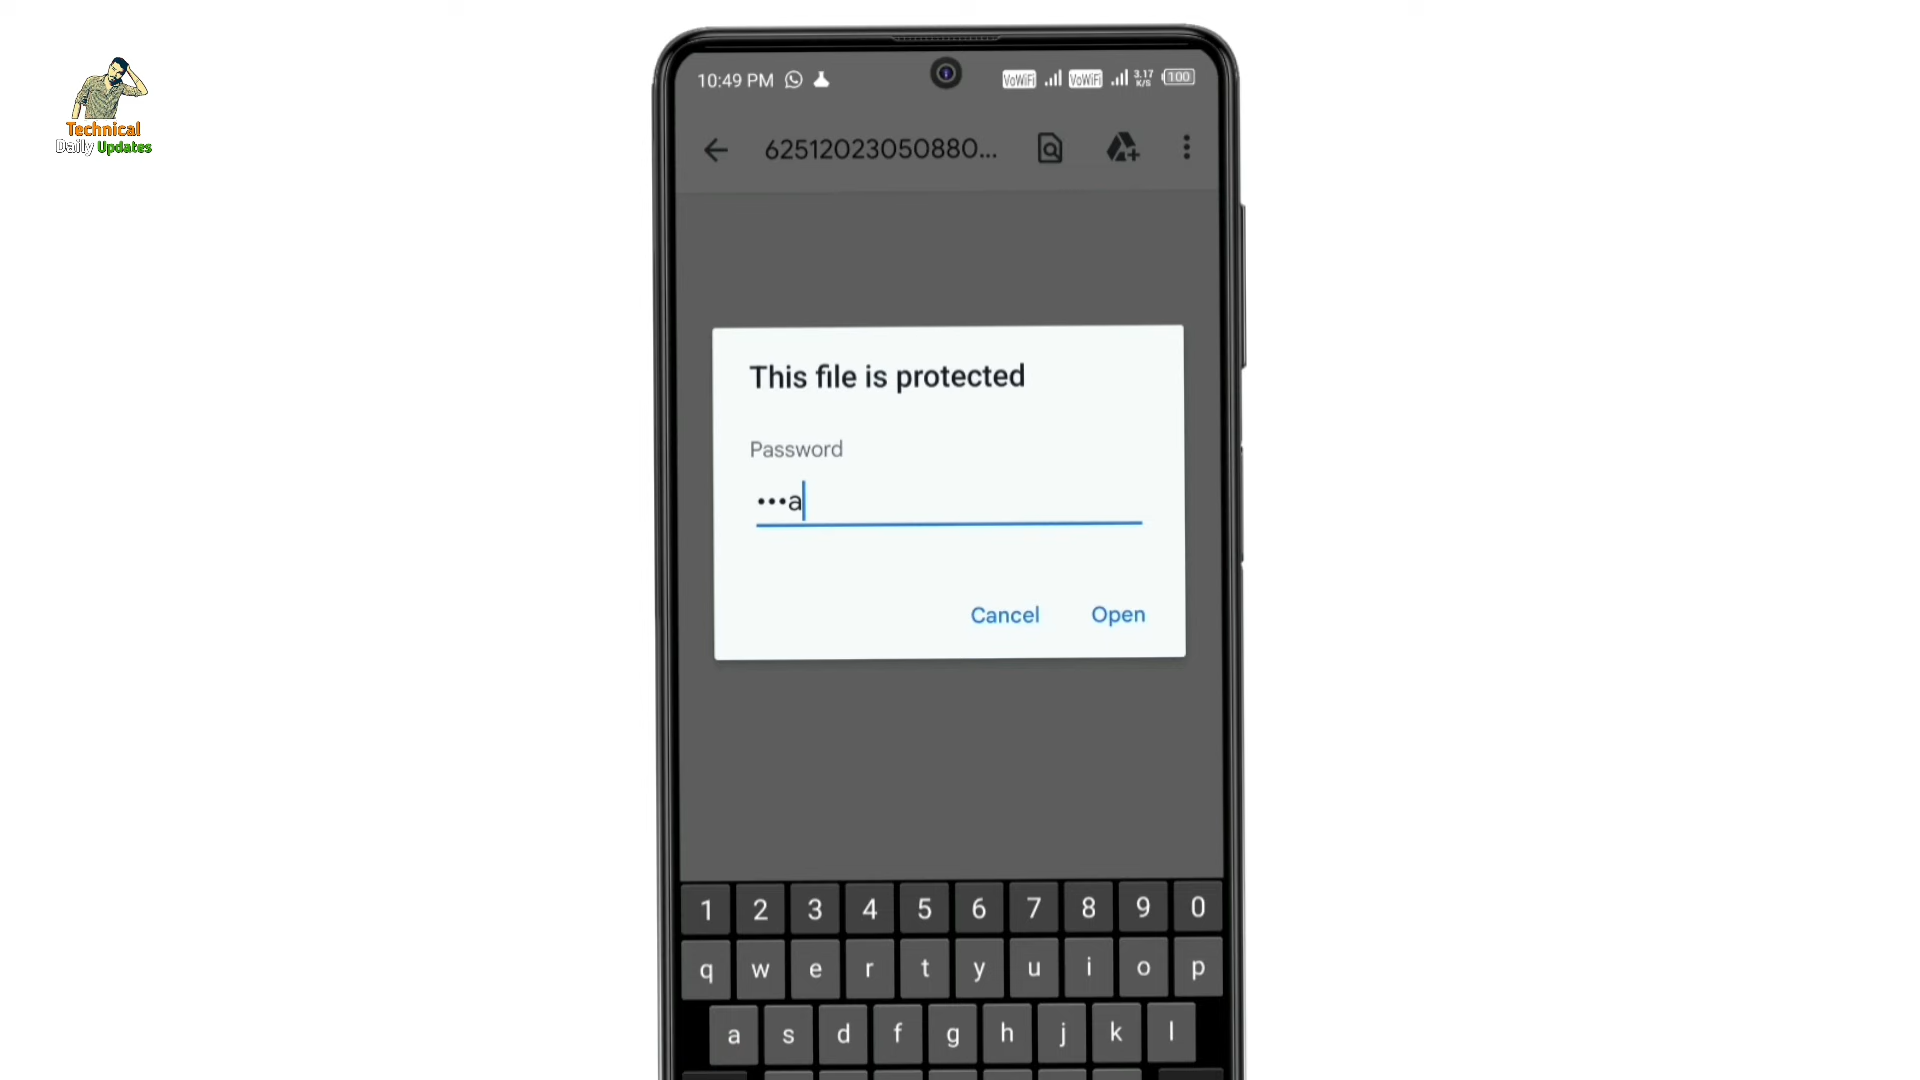 Technical
Daily Updates
10:49 PM VoWiFi VoWiFi 3.17 K/S 100
62512023050880...
This file is protected
Password
•••a
Cancel Open
1 2 3 4 5 6 7 8 9 0
q w e r t y u i o p
a s d f g h j k l